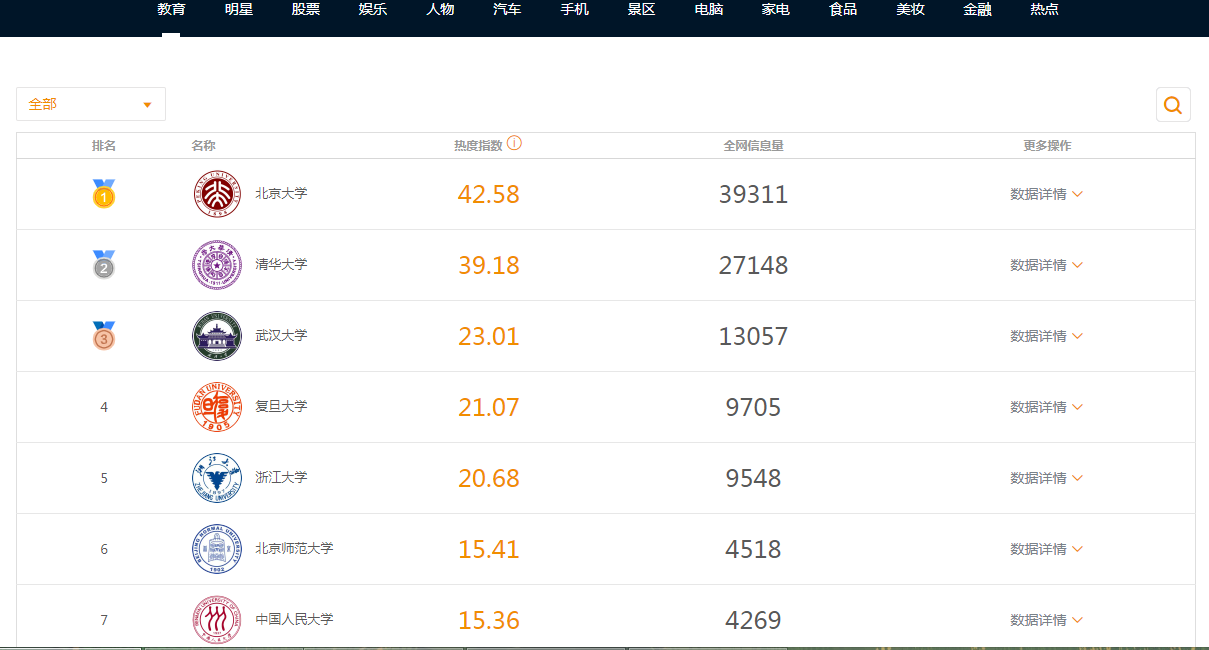 教育 明星 股票 娱乐 人物 汽车 手机 景区 电脑 家电 食品 美妆 金融 热点
全部
排名 名称 热度指数 全网信息量 更多操作
1 北京大学 42.58 39311 数据详情
2 清华大学 39.18 27148 数据详情
3 武汉大学 23.01 13057 数据详情
4 复旦大学 21.07 9705 数据详情
5 浙江大学 20.68 9548 数据详情
6 北京师范大学 15.41 4518 数据详情
7 中国人民大学 15.36 4269 数据详情